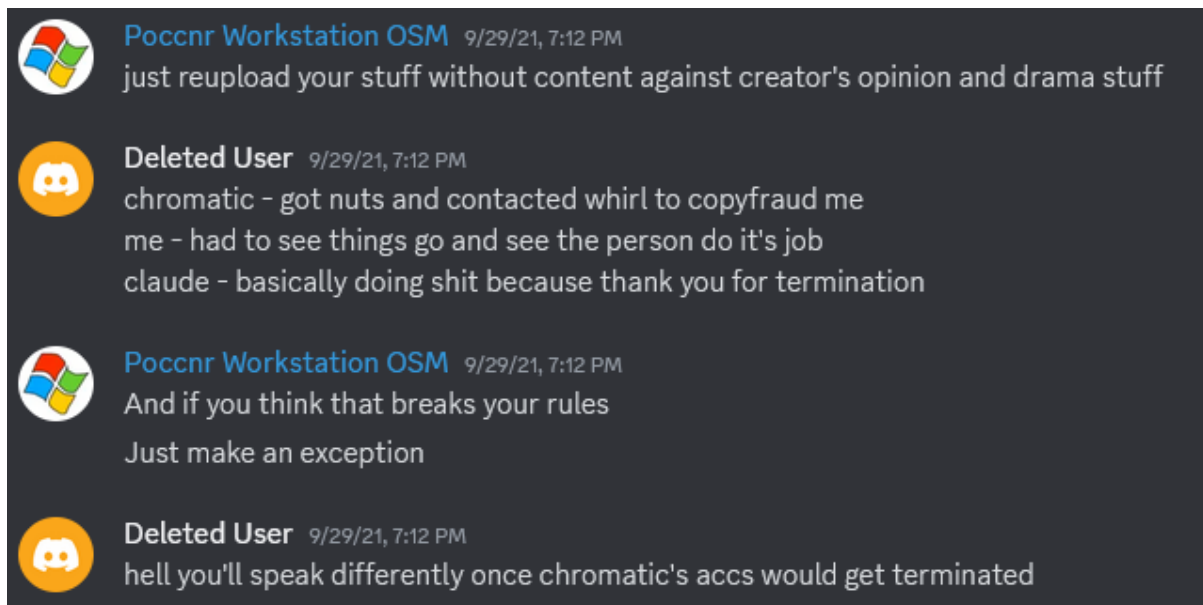 Poccnr Workstation OSM 9/29/21, 7:12 PM
just reupload your stuff without content against creator's opinion and drama stuff
Deleted User 9/29/21, 7:12 PM
chromatic - got nuts and contacted whirl to copyfraud me
me - had to see things go and see the person do it's job
claude - basically doing shit because thank you for termination
Poccnr Workstation OSM 9/29/21, 7:12 PM
And if you think that breaks your rules
Just make an exception
Deleted User 9/29/21, 7:12 PM
hell you'll speak differently once chromatic's accs would get terminated